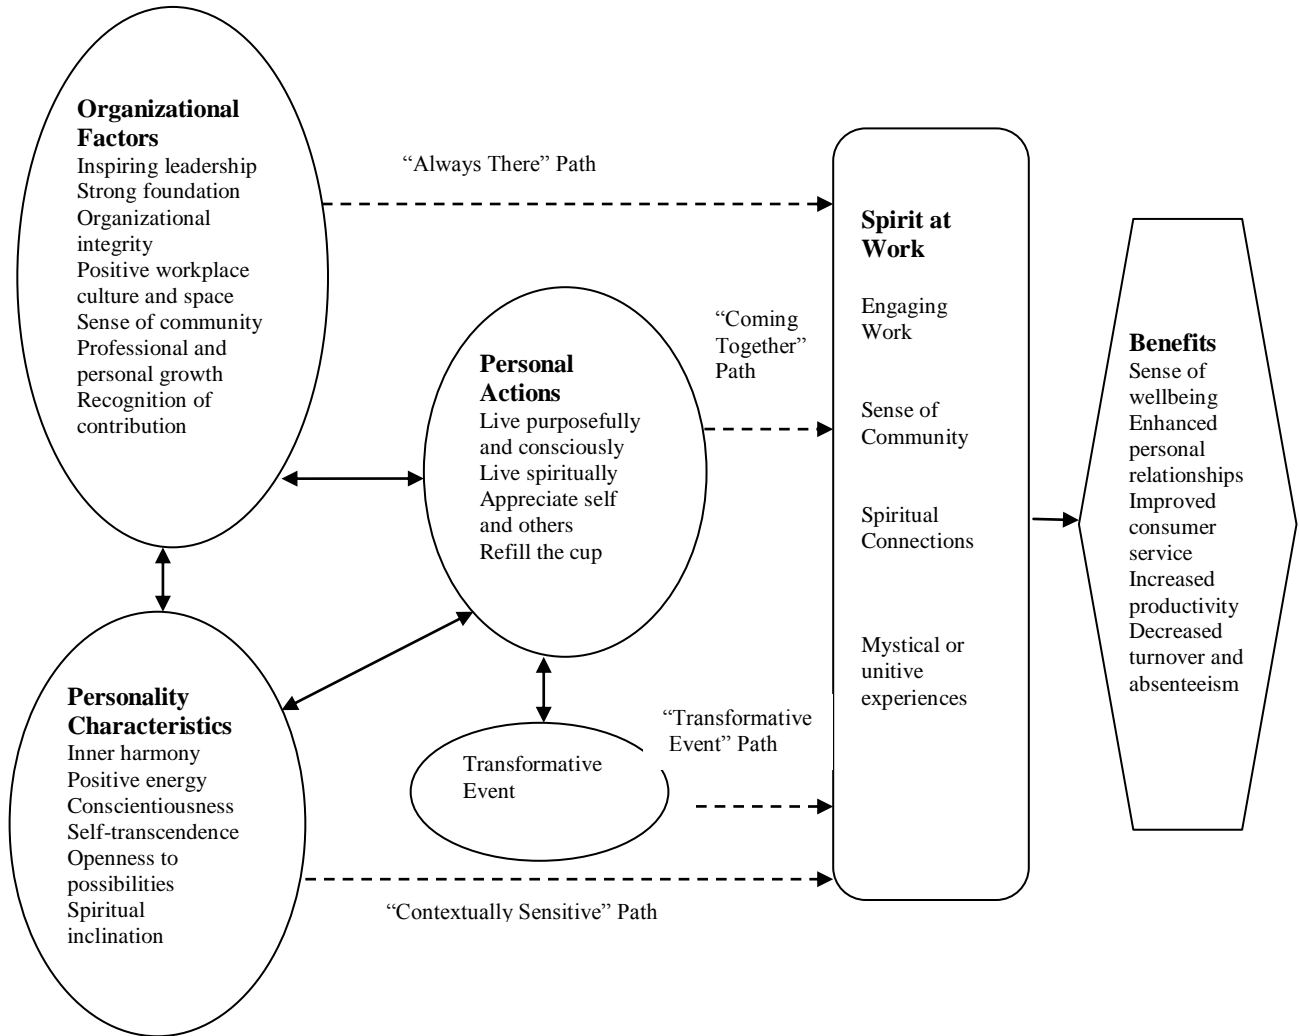 Organizational
Factors
Inspiring leadership
Strong foundation
Organizational
integrity
Positive workplace
culture and space
Sense of community
Professional and
personal growth
Recognition of
contribution
“Always There” Path
Personal
Actions
Live purposefully
and consciously
Live spiritually
Appreciate self
and others
Refill the cup
“Coming
Together”
Path
Personality
Characteristics
Inner harmony
Positive energy
Conscientiousness
Self-transcendence
Openness to
possibilities
Spiritual
inclination
Transformative
Event
“Transformative
Event” Path
“Contextually Sensitive” Path
Spirit at
Work
Engaging
Work
Sense of
Community
Spiritual
Connections
Mystical or
unitive
experiences
Benefits
Sense of
wellbeing
Enhanced
personal
relationships
Improved
consumer
service
Increased
productivity
Decreased
turnover and
absenteeism